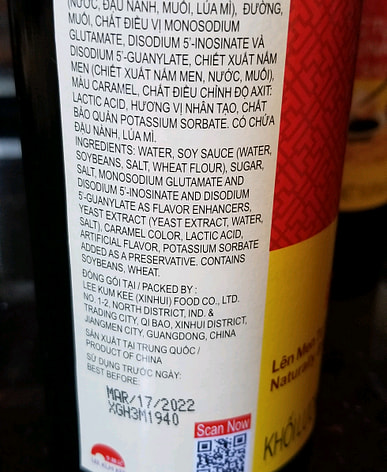 (NƯỚC, ĐẬU NÀNH, MUỐI, LÚA MÌ), ĐƯỜNG,
MUỐI, CHẤT ĐIỀU VỊ MONOSODIUM
GLUTAMATE, DISODIUM 5'-INOSINATE VÀ
DISODIUM 5'-GUANYLATE, CHIẾT XUẤT NẤM
MEN (CHIẾT XUẤT NẤM MEN, NƯỚC, MUỐI),
MÀU CARAMEL, CHẤT ĐIỀU CHỈNH ĐỘ AXIT:
LACTIC ACID, HƯƠNG VỊ NHÂN TẠO, CHẤT
BẢO QUẢN POTASSIUM SORBATE. CÓ CHỨA
ĐẬU NÀNH, LÚA MÌ.
INGREDIENTS: WATER, SOY SAUCE (WATER,
SOYBEANS, SALT, WHEAT FLOUR), SUGAR,
SALT, MONOSODIUM GLUTAMATE AND
DISODIUM 5'-INOSINATE AND DISODIUM
5'-GUANYLATE AS FLAVOR ENHANCERS,
YEAST EXTRACT (YEAST EXTRACT, WATER,
SALT), CARAMEL COLOR, LACTIC ACID,
ARTIFICIAL FLAVOR, POTASSIUM SORBATE
ADDED AS A PRESERVATIVE. CONTAINS
SOYBEANS, WHEAT.
ĐÓNG GÓI TẠI / PACKED BY :
LEE KUM KEE (XINHUI) FOOD CO., LTD.
NO. 1-2, NORTH DISTRICT, IND. &
TRADING CITY, QI BAO, XINHUI DISTRICT,
JIANGMEN CITY, GUANGDONG, CHINA
SẢN XUẤT TẠI TRUNG QUỐC /
PRODUCT OF CHINA
SỬ DỤNG TRƯỚC NGÀY:
BEST BEFORE:
MAR/17/2022
XGH3M1940
Scan Now
Lên Men T
Naturally
KHỐI LƯ